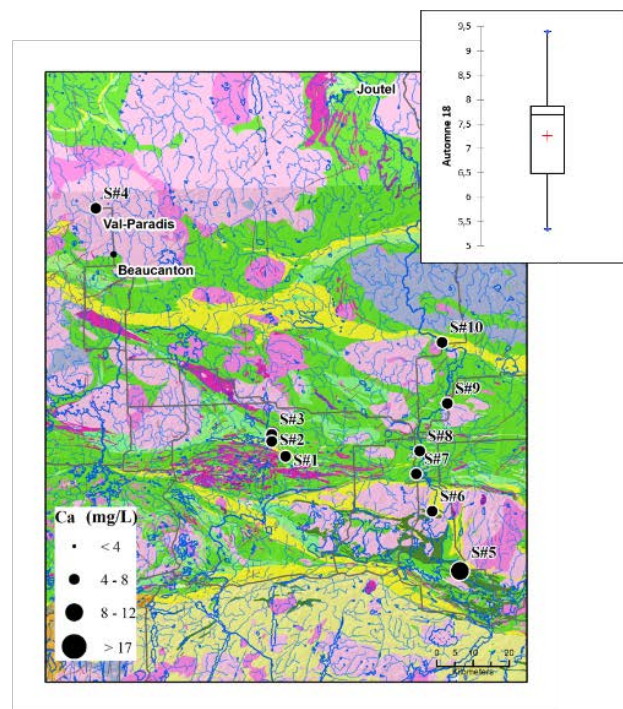 9,5
9
8,5
8
7,5
7
6,5
6
5,5
5
Automne 18
Joutel
S#4
Val-Paradis
Beaucanton
S#10
S#9
S#3
S#2
S#1
S#8
S#7
S#6
S#5
Ca (mg/L)
< 4
4 - 8
8 - 12
> 17
0 5 10 20
Kilometers